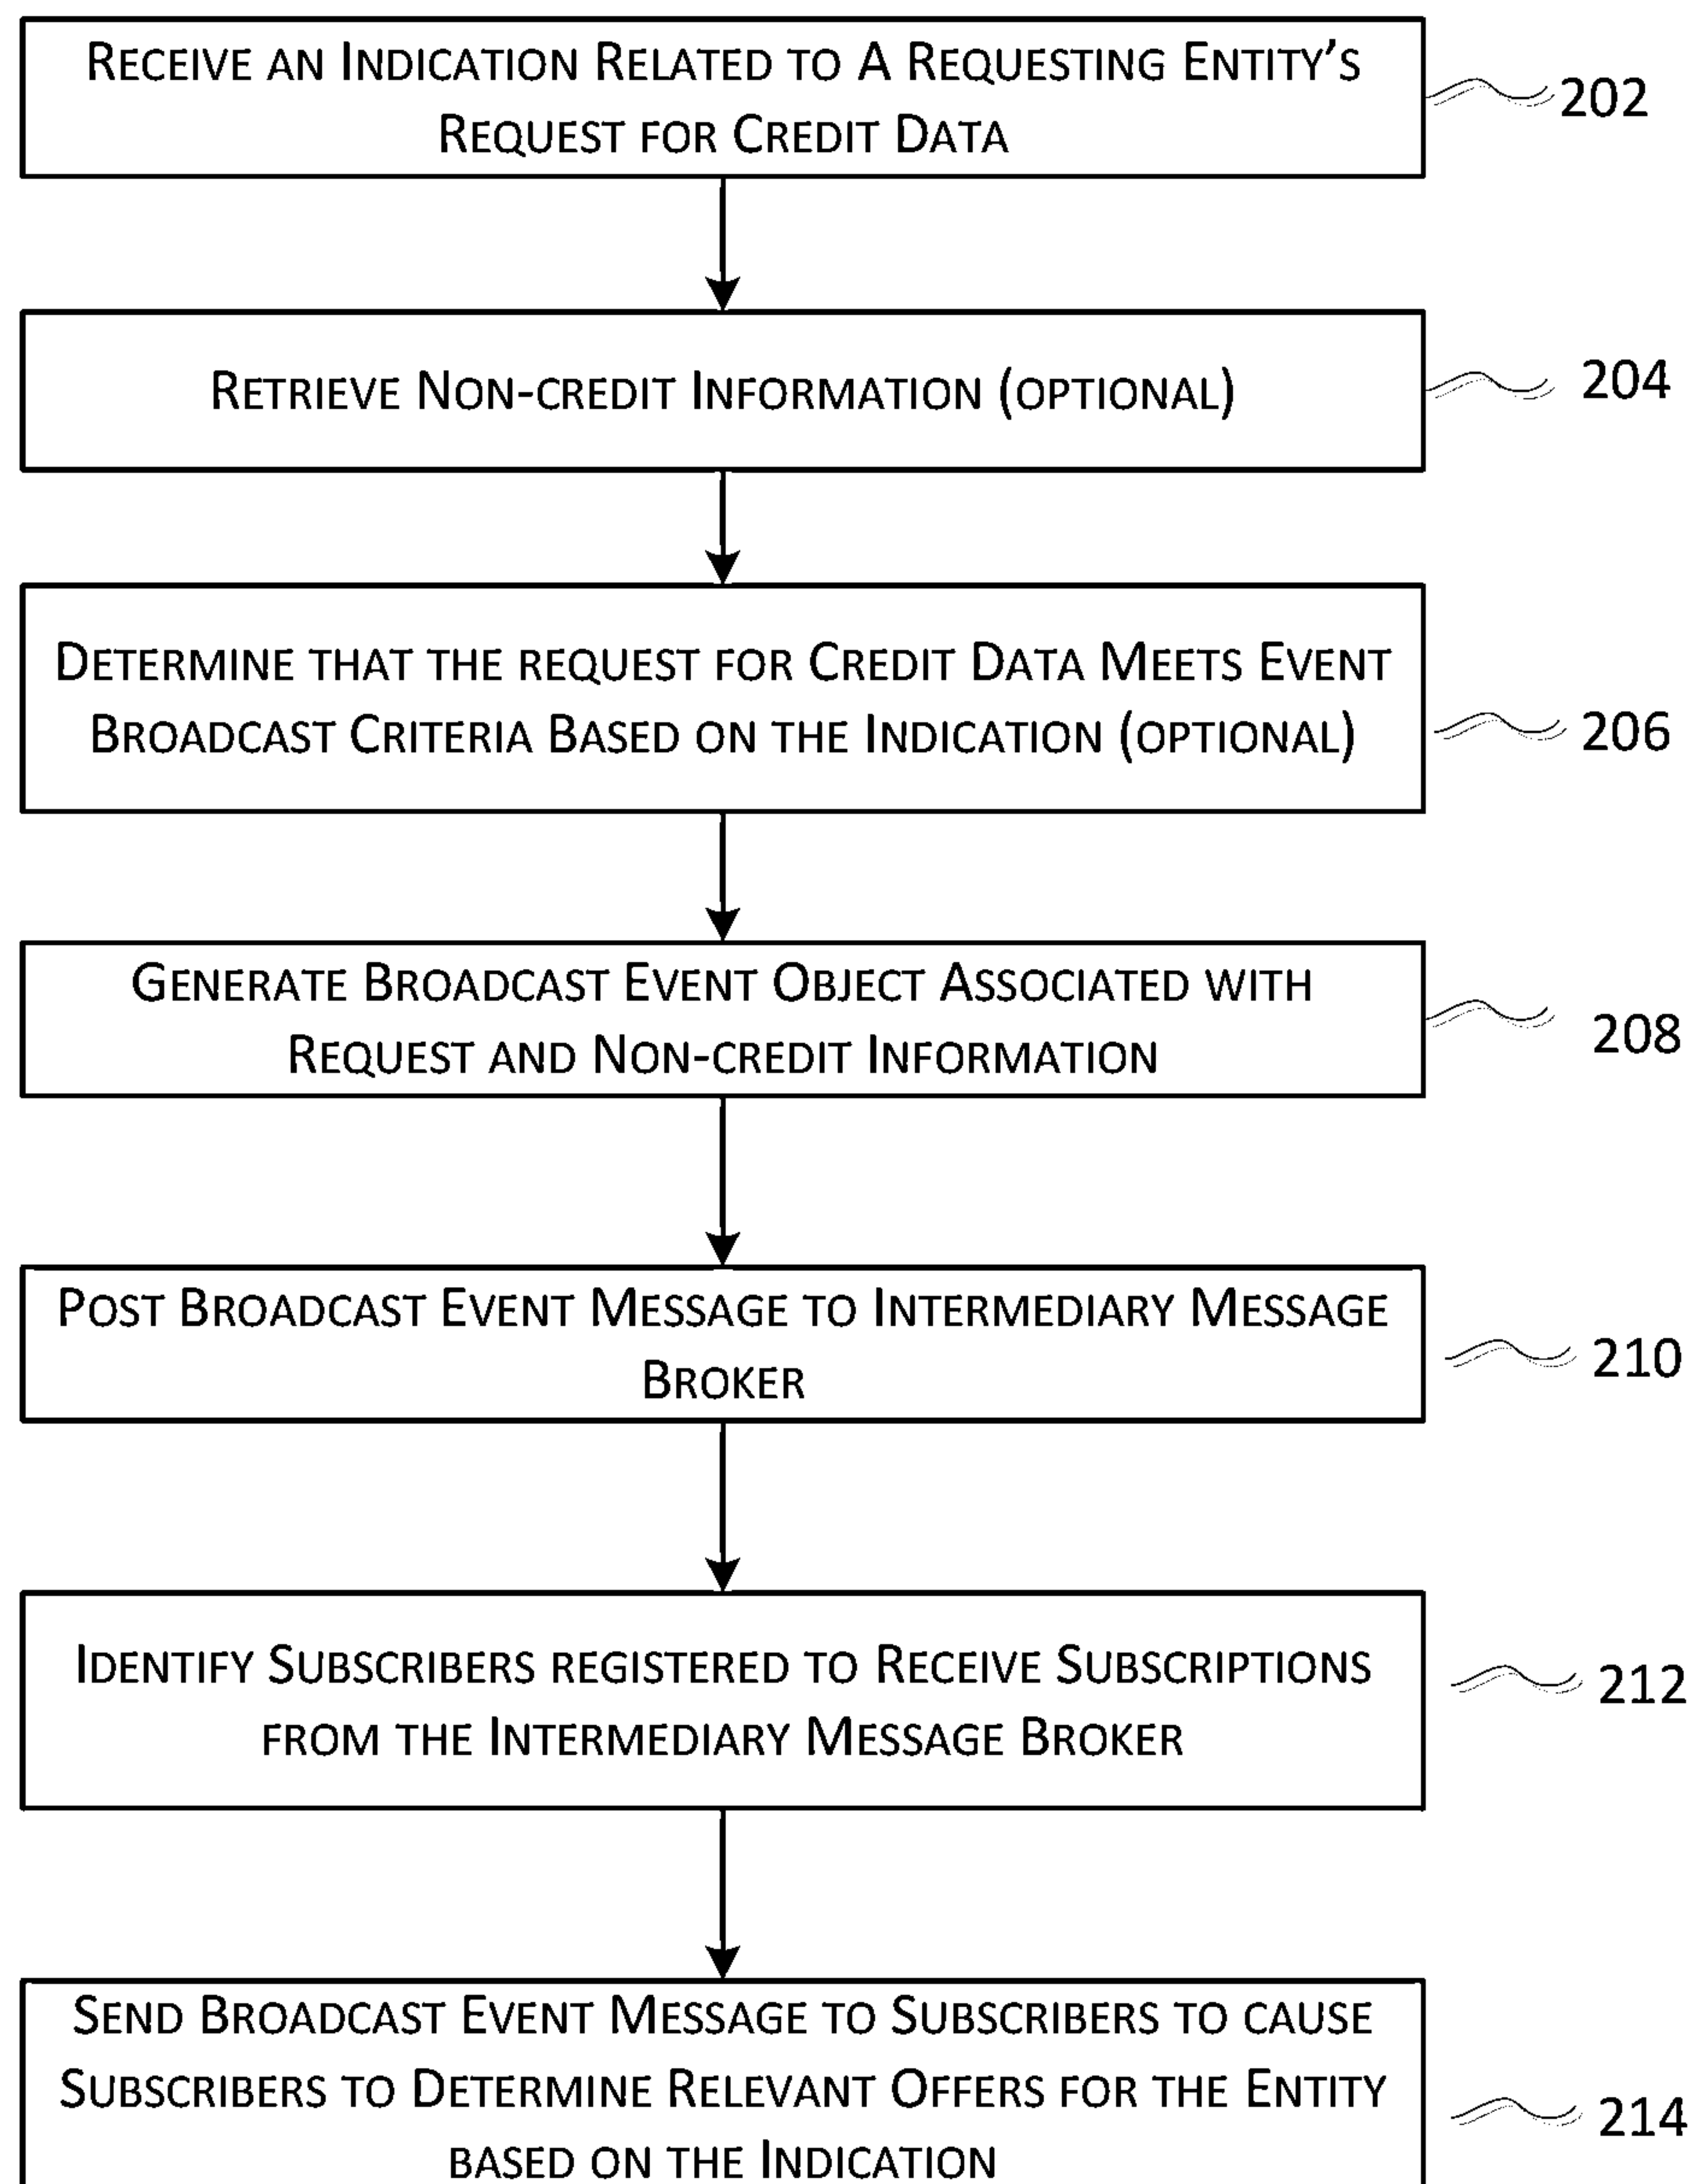 RECEIVE AN INDICATION RELATED TO A REQUESTING ENTITY'S
REQUEST FOR CREDIT DATA
202
RETRIEVE NON-CREDIT INFORMATION (OPTIONAL)
204
DETERMINE THAT THE REQUEST FOR CREDIT DATA MEETS EVENT
BROADCAST CRITERIA BASED ON THE INDICATION (OPTIONAL)
206
GENERATE BROADCAST EVENT OBJECT ASSOCIATED WITH
REQUEST AND NON-CREDIT INFORMATION
208
POST BROADCAST EVENT MESSAGE TO INTERMEDIARY MESSAGE
BROKER
210
IDENTIFY SUBSCRIBERS REGISTERED TO RECEIVE SUBSCRIPTIONS
FROM THE INTERMEDIARY MESSAGE BROKER
212
SEND BROADCAST EVENT MESSAGE TO SUBSCRIBERS TO CAUSE
SUBSCRIBERS TO DETERMINE RELEVANT OFFERS FOR THE ENTITY
BASED ON THE INDICATION
214